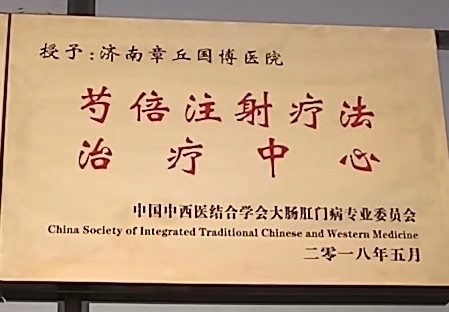 授予：济南章丘国博医院
芍倍注射疗法
治疗中心
中国中西医结合学会大肠肛门病专业委员会
China Society of Integrated Traditional Chinese and Western Medicine
二零一八年五月